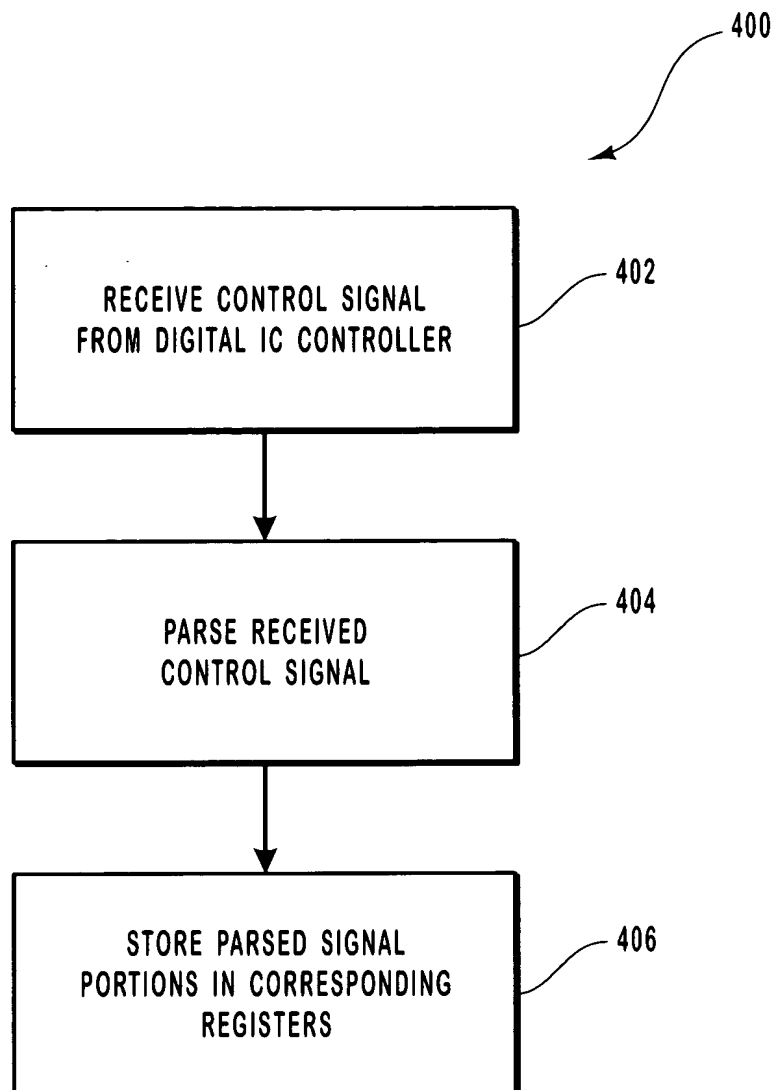 400
RECEIVE CONTROL SIGNAL
FROM DIGITAL IC CONTROLLER
402
PARSE RECEIVED
CONTROL SIGNAL
404
STORE PARSED SIGNAL
PORTIONS IN CORRESPONDING
REGISTERS
406